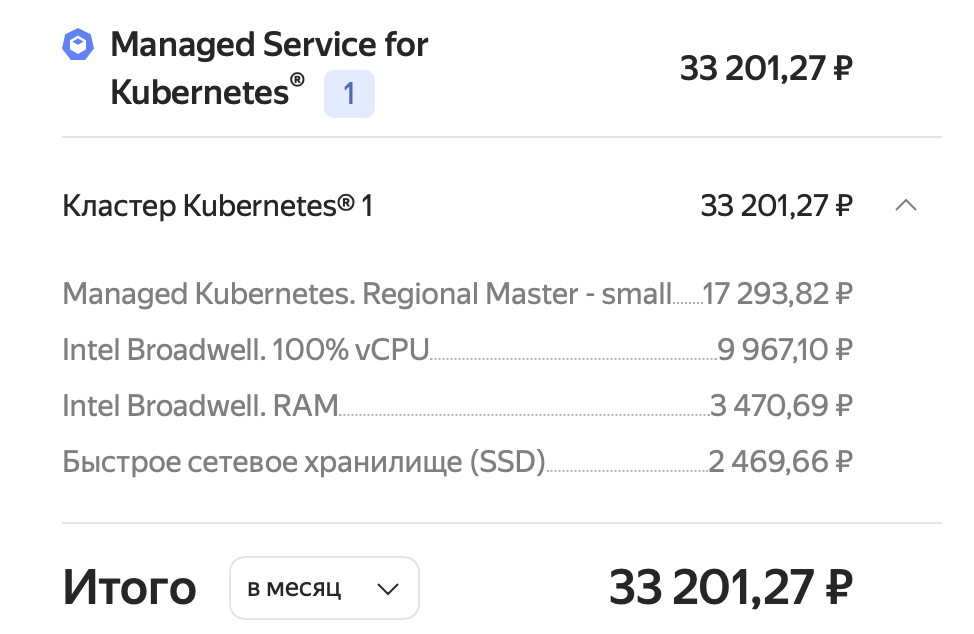 Managed Service for
Kubernetes® 1
33 201,27 ₽
Кластер Kubernetes® 1 33 201,27 ₽
Managed Kubernetes. Regional Master - small 17 293,82 ₽
Intel Broadwell. 100% vCPU 9 967,10 ₽
Intel Broadwell. RAM 3 470,69 ₽
Быстрое сетевое хранилище (SSD) 2 469,66 ₽
Итого в месяц 33 201,27 ₽